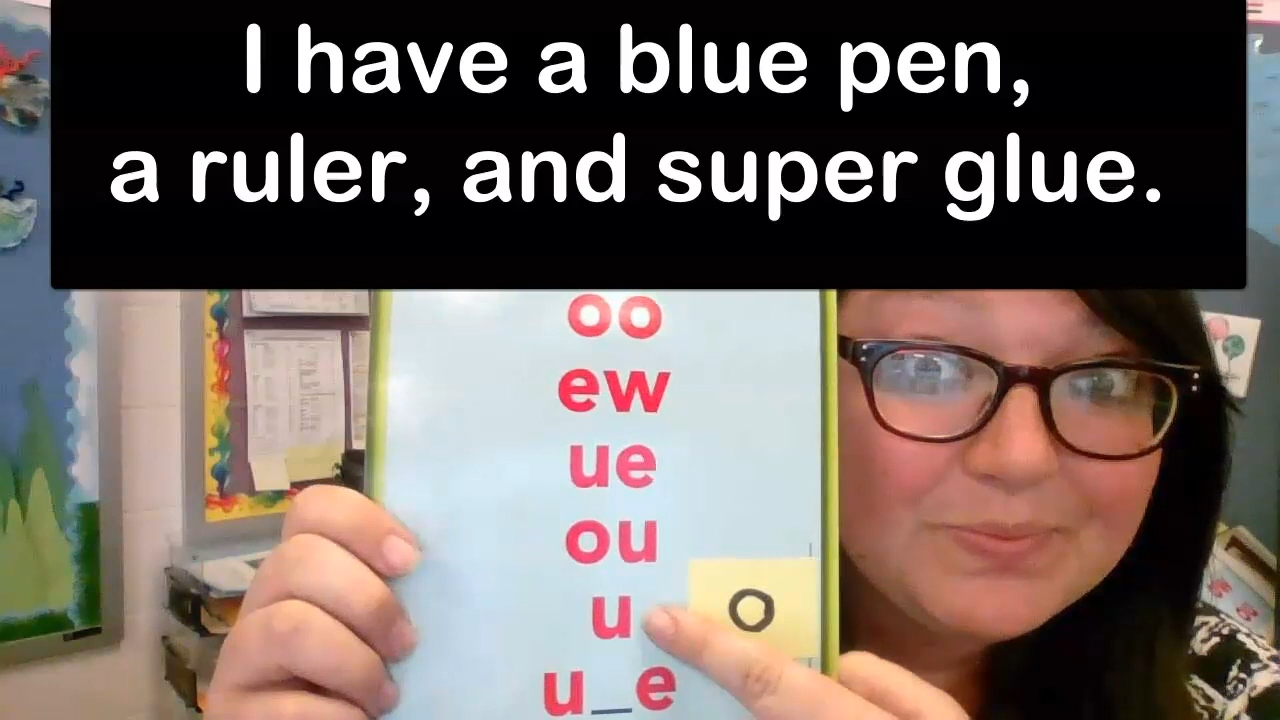 I have a blue pen,
a ruler, and super glue.
oo
ew
ue
ou
u
o
u_e